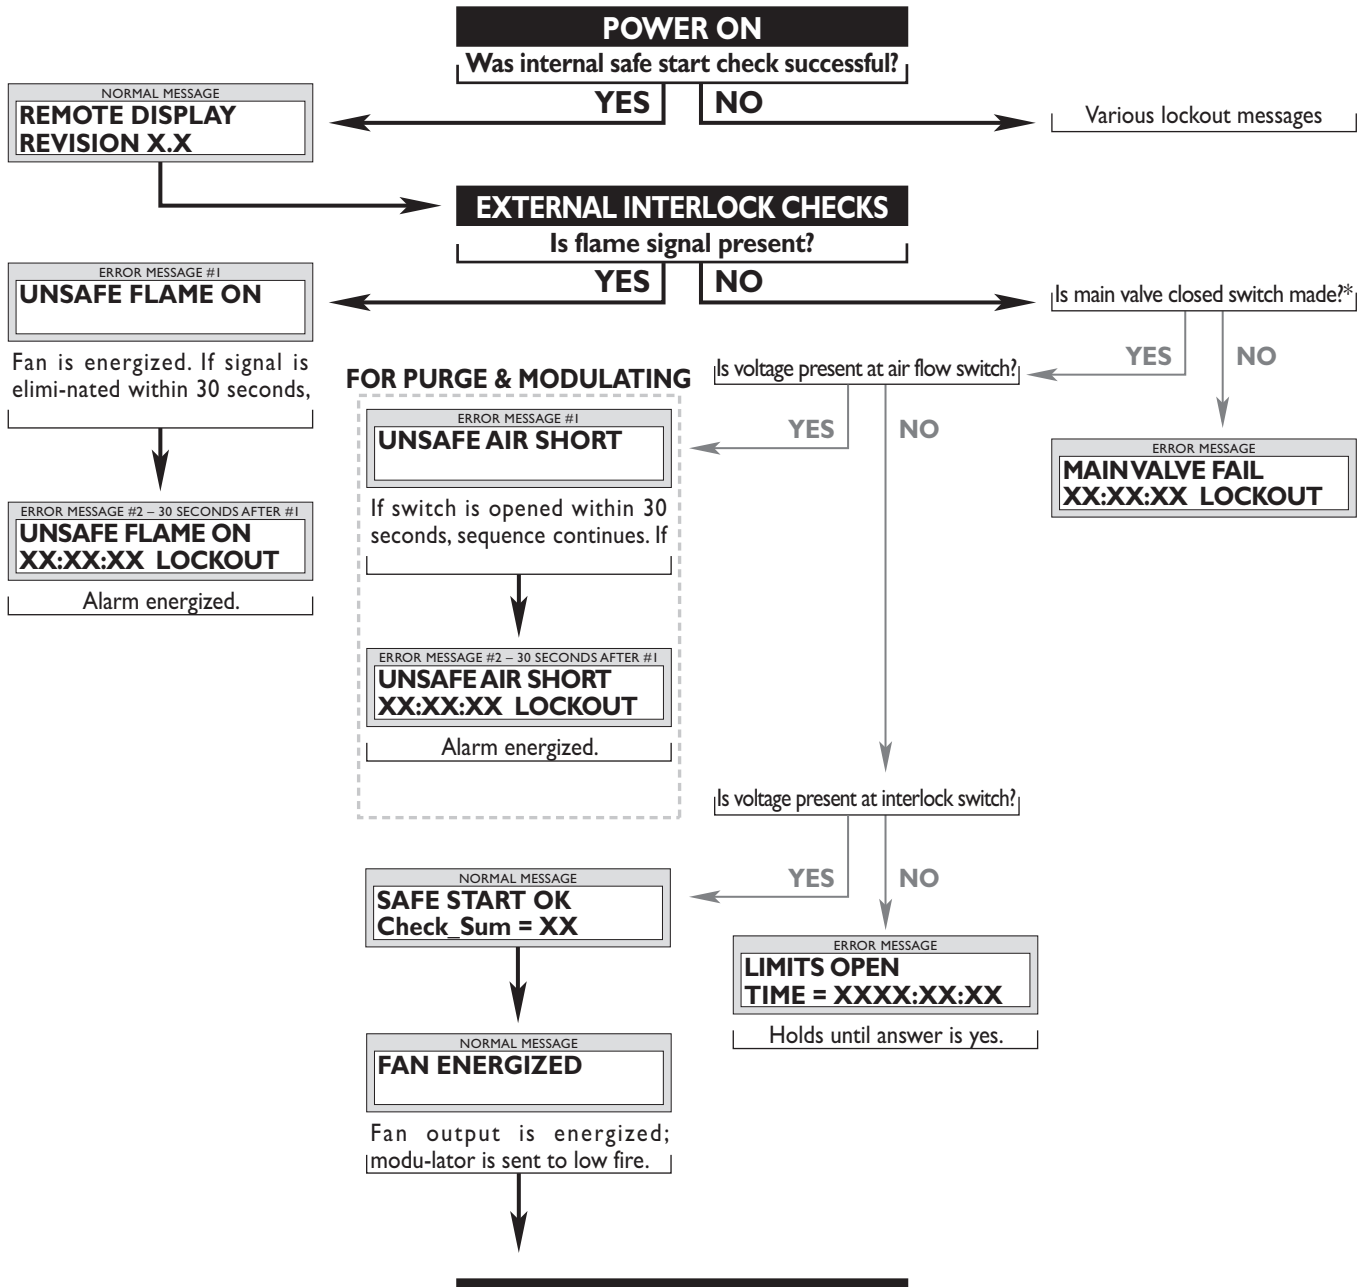 POWER ON
Was internal safe start check successful?
YES
NO
NORMAL MESSAGE
REMOTE DISPLAY
REVISION X.X
Various lockout messages
EXTERNAL INTERLOCK CHECKS
Is flame signal present?
YES
NO
ERROR MESSAGE #1
UNSAFE FLAME ON
Fan is energized. If signal is
elimi-nated within 30 seconds,
ERROR MESSAGE #2 – 30 SECONDS AFTER #1
UNSAFE FLAME ON
XX:XX:XX LOCKOUT
Alarm energized.
Is main valve closed switch made?*
YES
NO
ERROR MESSAGE
MAIN VALVE FAIL
XX:XX:XX LOCKOUT
Is voltage present at air flow switch?
YES
NO
FOR PURGE & MODULATING
ERROR MESSAGE #1
UNSAFE AIR SHORT
If switch is opened within 30
seconds, sequence continues. If
ERROR MESSAGE #2 – 30 SECONDS AFTER #1
UNSAFE AIR SHORT
XX:XX:XX LOCKOUT
Alarm energized.
Is voltage present at interlock switch?
YES
NO
NORMAL MESSAGE
SAFE START OK
Check_Sum = XX
ERROR MESSAGE
LIMITS OPEN
TIME = XXXX:XX:XX
Holds until answer is yes.
NORMAL MESSAGE
FAN ENERGIZED
Fan output is energized;
modu-lator is sent to low fire.